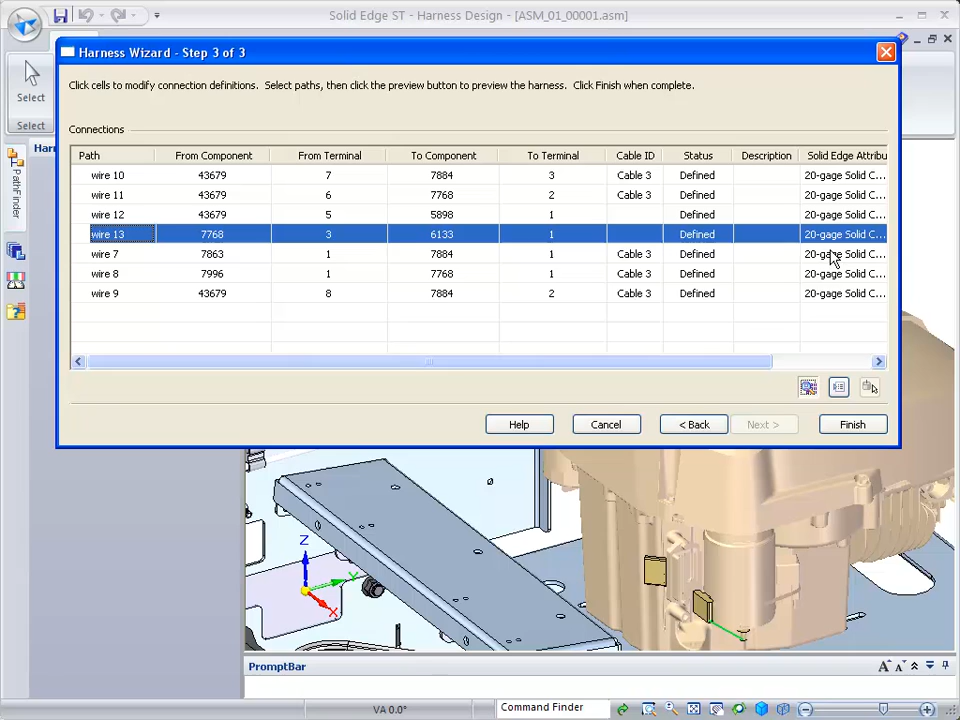 Solid Edge ST - Harness Design - [ASM_01_00001.asm]
Select
Select
PathFinder
Har
Harness Wizard - Step 3 of 3
Click cells to modify connection definitions. Select paths, then click the preview button to preview the harness. Click Finish when complete.
Connections
Path From Component From Terminal To Component To Terminal Cable ID Status Description Solid Edge Attribu
wire 10 43679 7 7884 3 Cable 3 Defined 20-gage Solid C...
wire 11 43679 6 7768 2 Cable 3 Defined 20-gage Solid C...
wire 12 43679 5 5898 1 Defined 20-gage Solid C...
wire 13 7768 3 6133 1 Defined 20-gage Solid C...
wire 7 7863 1 7884 1 Cable 3 Defined 20-gage Solid C...
wire 8 7996 1 7768 1 Cable 3 Defined 20-gage Solid C...
wire 9 43679 8 7884 2 Cable 3 Defined 20-gage Solid C...
Help Cancel < Back Next > Finish
Z
Y
X
PromptBar
VA 0.0° Command Finder